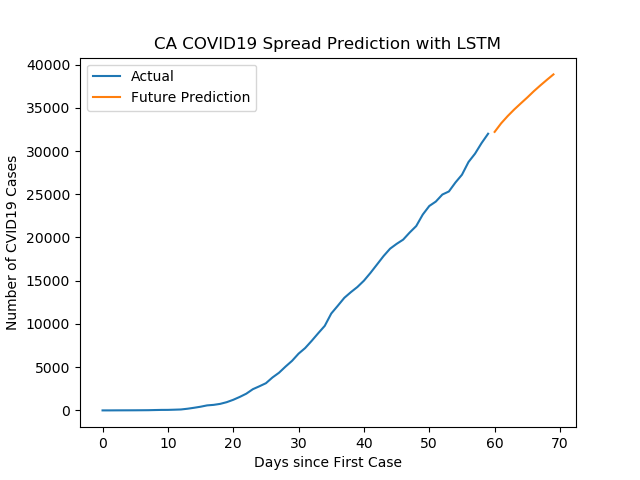 CA COVID19 Spread Prediction with LSTM
Actual
Future Prediction
40000
35000
30000
25000
20000
15000
10000
5000
0
Number of CVID19 Cases
0 10 20 30 40 50 60 70
Days since First Case